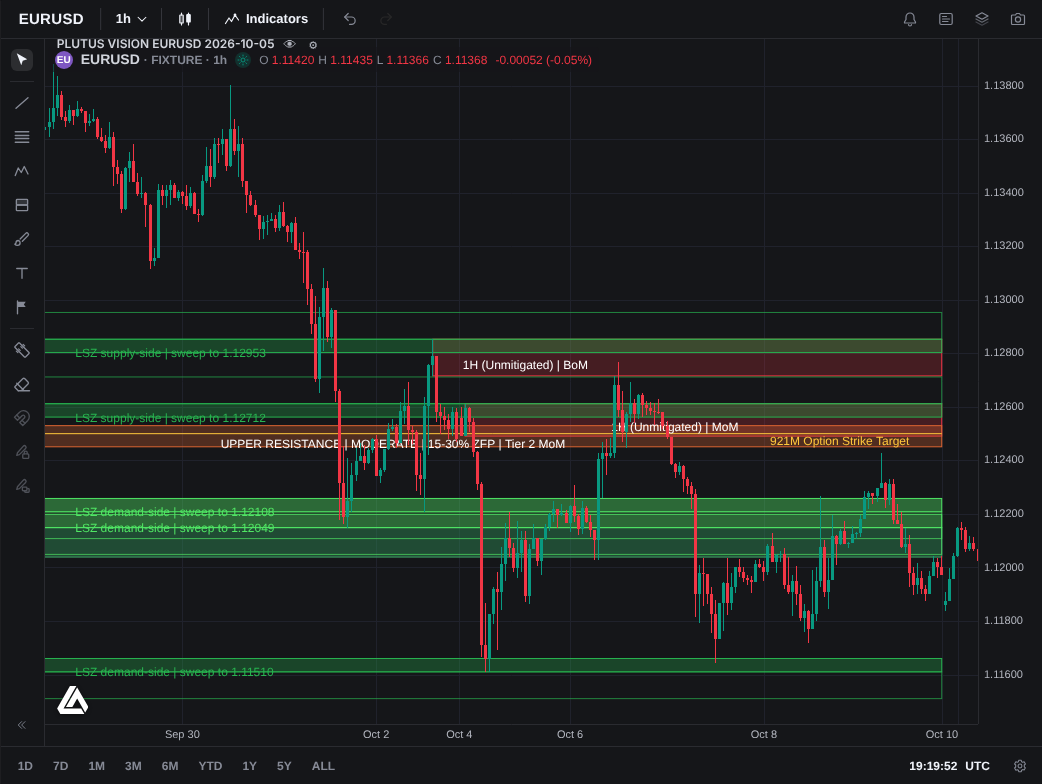 EURUSD 1h Indicators
PLUTUS VISION EURUSD 2026-10-05
EU EURUSD · FIXTURE · 1h O 1.11420 H 1.11435 L 1.11366 C 1.11368 -0.00052 (-0.05%)
1.13800
1.13600
1.13400
1.13200
1.13000
LSZ supply-side | sweep to 1.12953
1.12800
1H (Unmitigated) | BoM
1.12600
LSZ supply-side | sweep to 1.12712
1H (Unmitigated) | MoM
UPPER RESISTANCE | MODERATE | 15-30% ZFP | Tier 2 MoM
921M Option Strike Target
1.12400
LSZ demand-side | sweep to 1.12108
1.12200
LSZ demand-side | sweep to 1.12049
1.12000
1.11800
LSZ demand-side | sweep to 1.11510
1.11600
Sep 30 Oct 2 Oct 4 Oct 6 Oct 8 Oct 10
1D 7D 1M 3M 6M YTD 1Y 5Y ALL 19:19:52 UTC